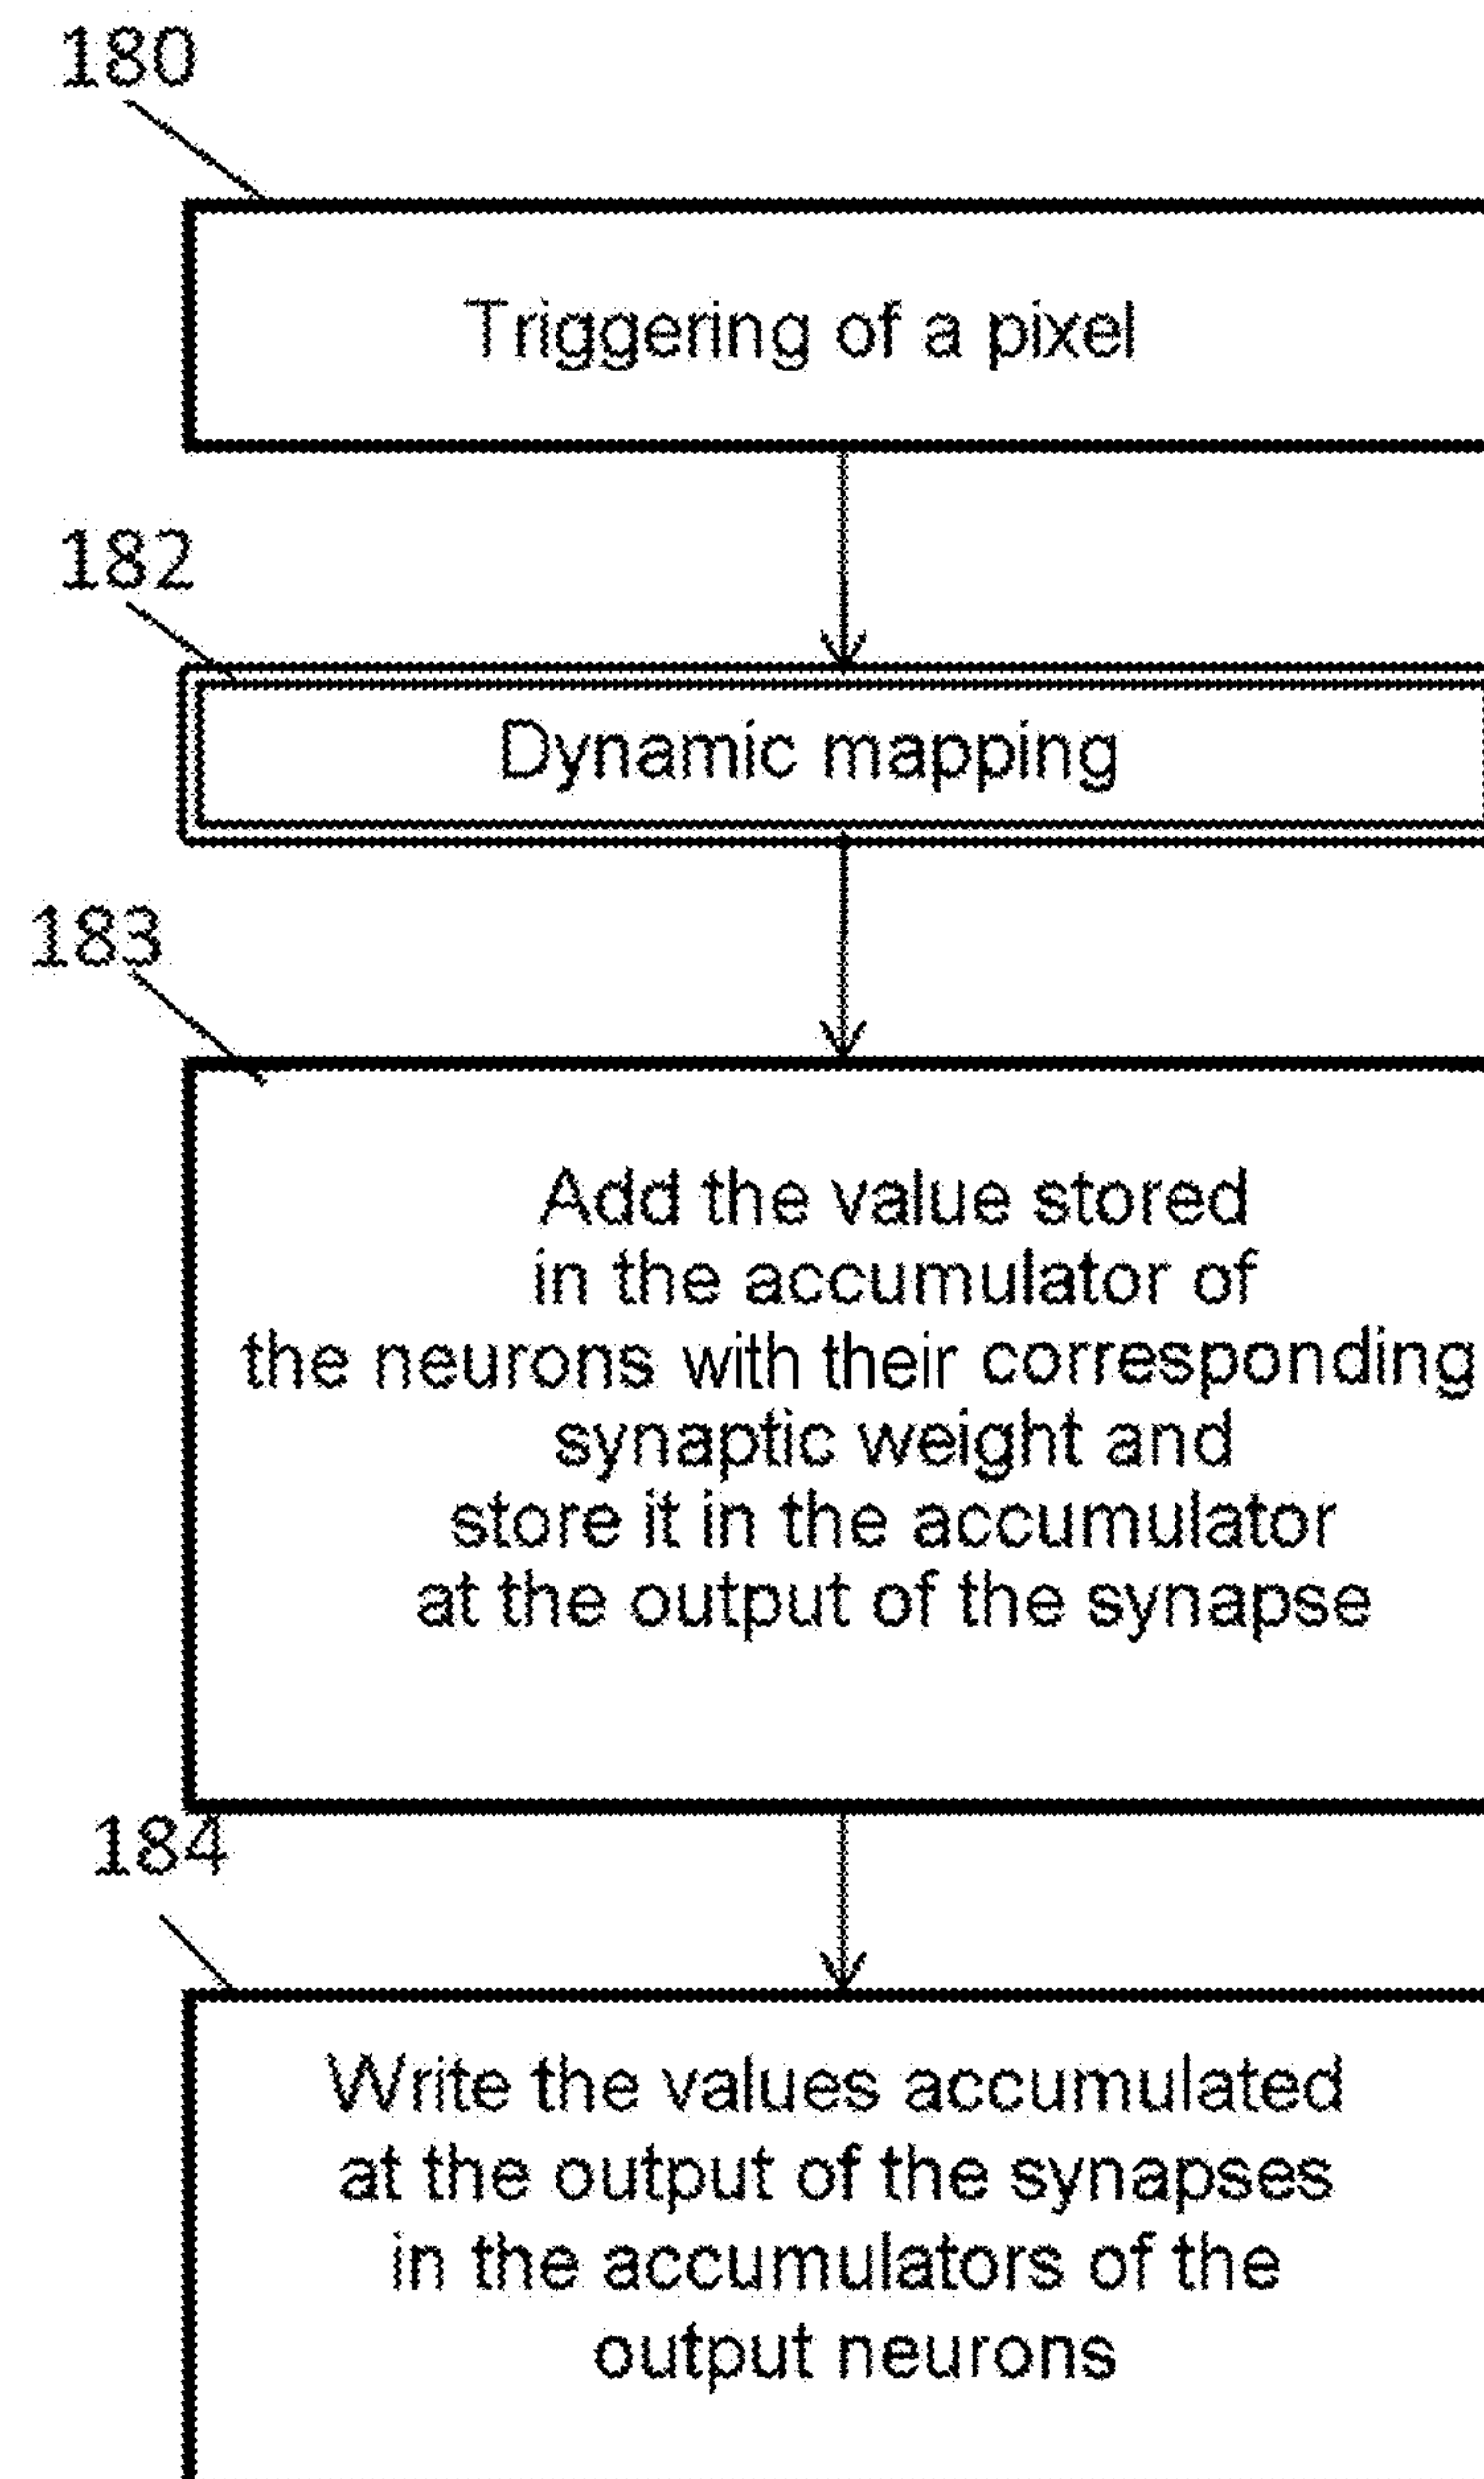 180
Triggering of a pixel
182
Dynamic mapping
183
Add the value stored
in the accumulator of
the neurons with their corresponding
synaptic weight and
store it in the accumulator
at the output of the synapse
184
Write the values accumulated
at the output of the synapses
in the accumulators of the
output neurons